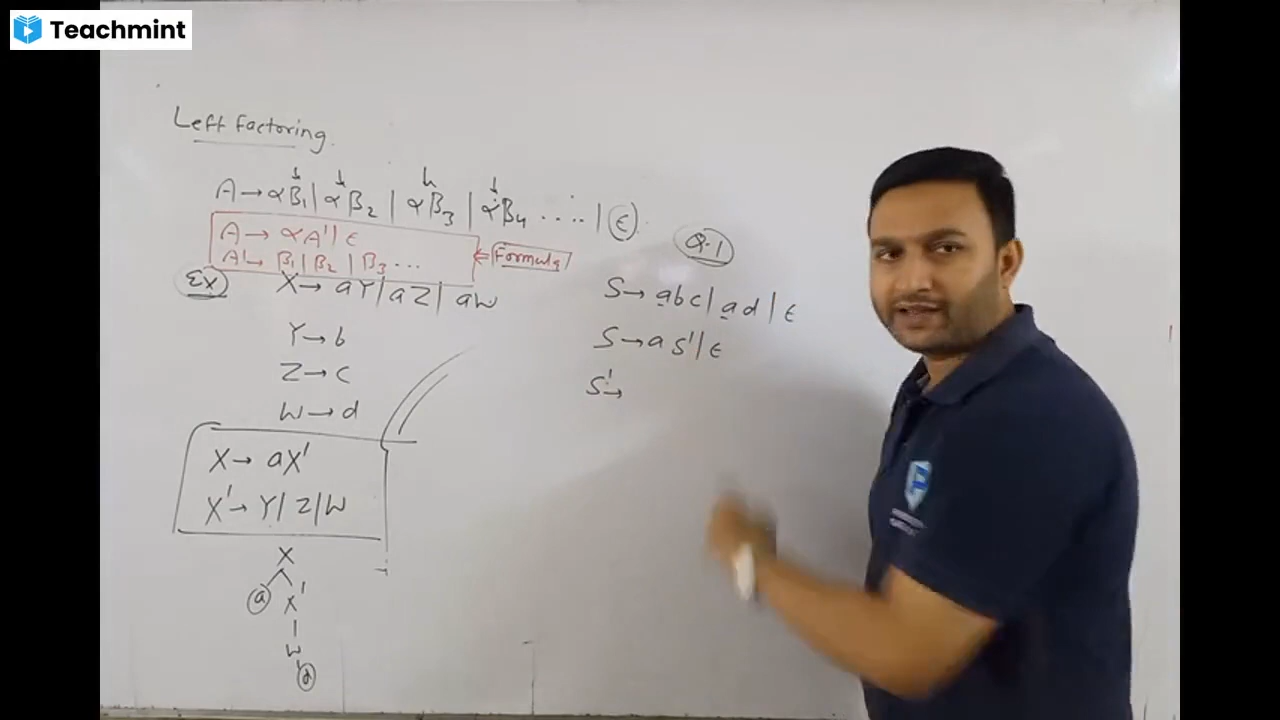 Teachmint
Left factoring
A → αβ₁ | αβ₂ | αβ₃ | αβ₄ ..... | ϵ
A → αA' | ϵ
A' → β₁ | β₂ | β₃ ...
Formula
Ex
X → aY | aZ | aW
Y → b
Z → c
W → d
X → aX'
X' → Y | Z | W
X
a X'
W
d
Q.1
S → abc | ad | ϵ
S → aS' | ϵ
S' →